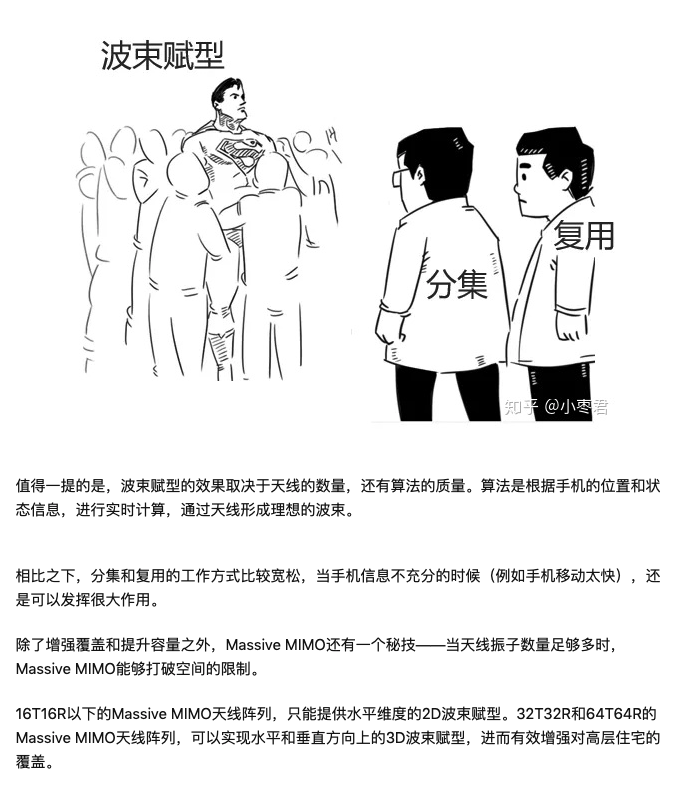 波束赋型
分集
复用
知乎 @小枣君
值得一提的是，波束赋型的效果取决于天线的数量，还有算法的质量。算法是根据手机的位置和状
态信息，进行实时计算，通过天线形成理想的波束。
相比之下，分集和复用的工作方式比较宽松，当手机信息不充分的时候（例如手机移动太快），还
是可以发挥很大作用。
除了增强覆盖和提升容量之外，Massive MIMO还有一个秘技——当天线振子数量足够多时，
Massive MIMO能够打破空间的限制。
16T16R以下的Massive MIMO天线阵列，只能提供水平维度的2D波束赋型。32T32R和64T64R的
Massive MIMO天线阵列，可以实现水平和垂直方向上的3D波束赋型，进而有效增强对高层住宅的
覆盖。